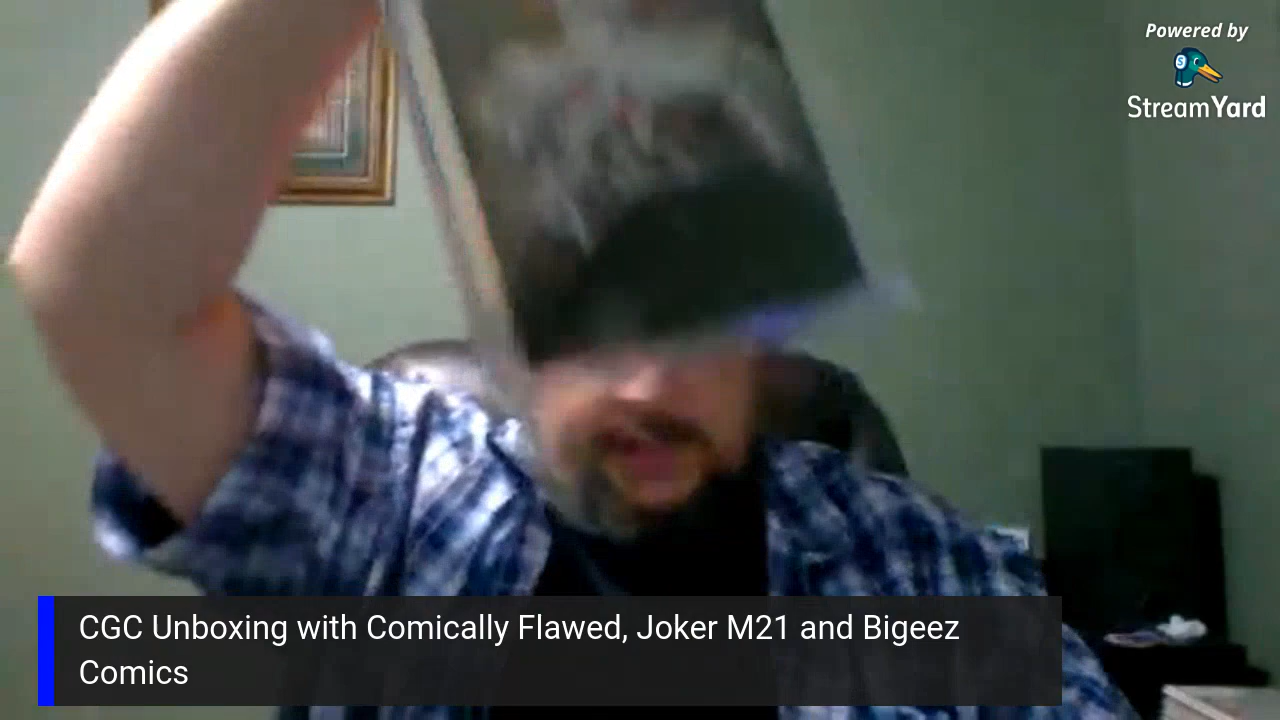 Powered by
StreamYard
CGC Unboxing with Comically Flawed, Joker M21 and Bigeez
Comics